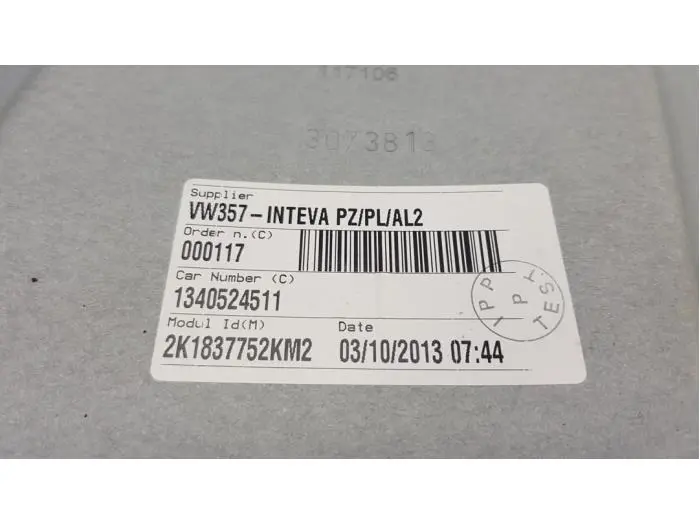 117106
Supplier
VW357-INTEVA PZ/PL/AL2
Order n.(C)
000117
Car Number (C)
1340524511
Modul Id(M)
2K1837752KM2
Date
03/10/2013 07:44
IPP
PT
TEST